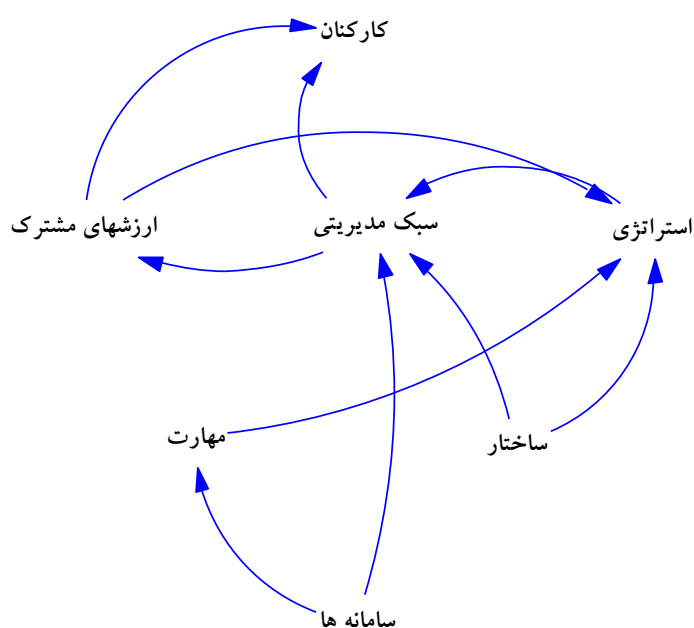 کارکنان
استراتژی
سبک مدیریتی
ارزشهای مشترک
ساختار
مهارت
سامانه ها